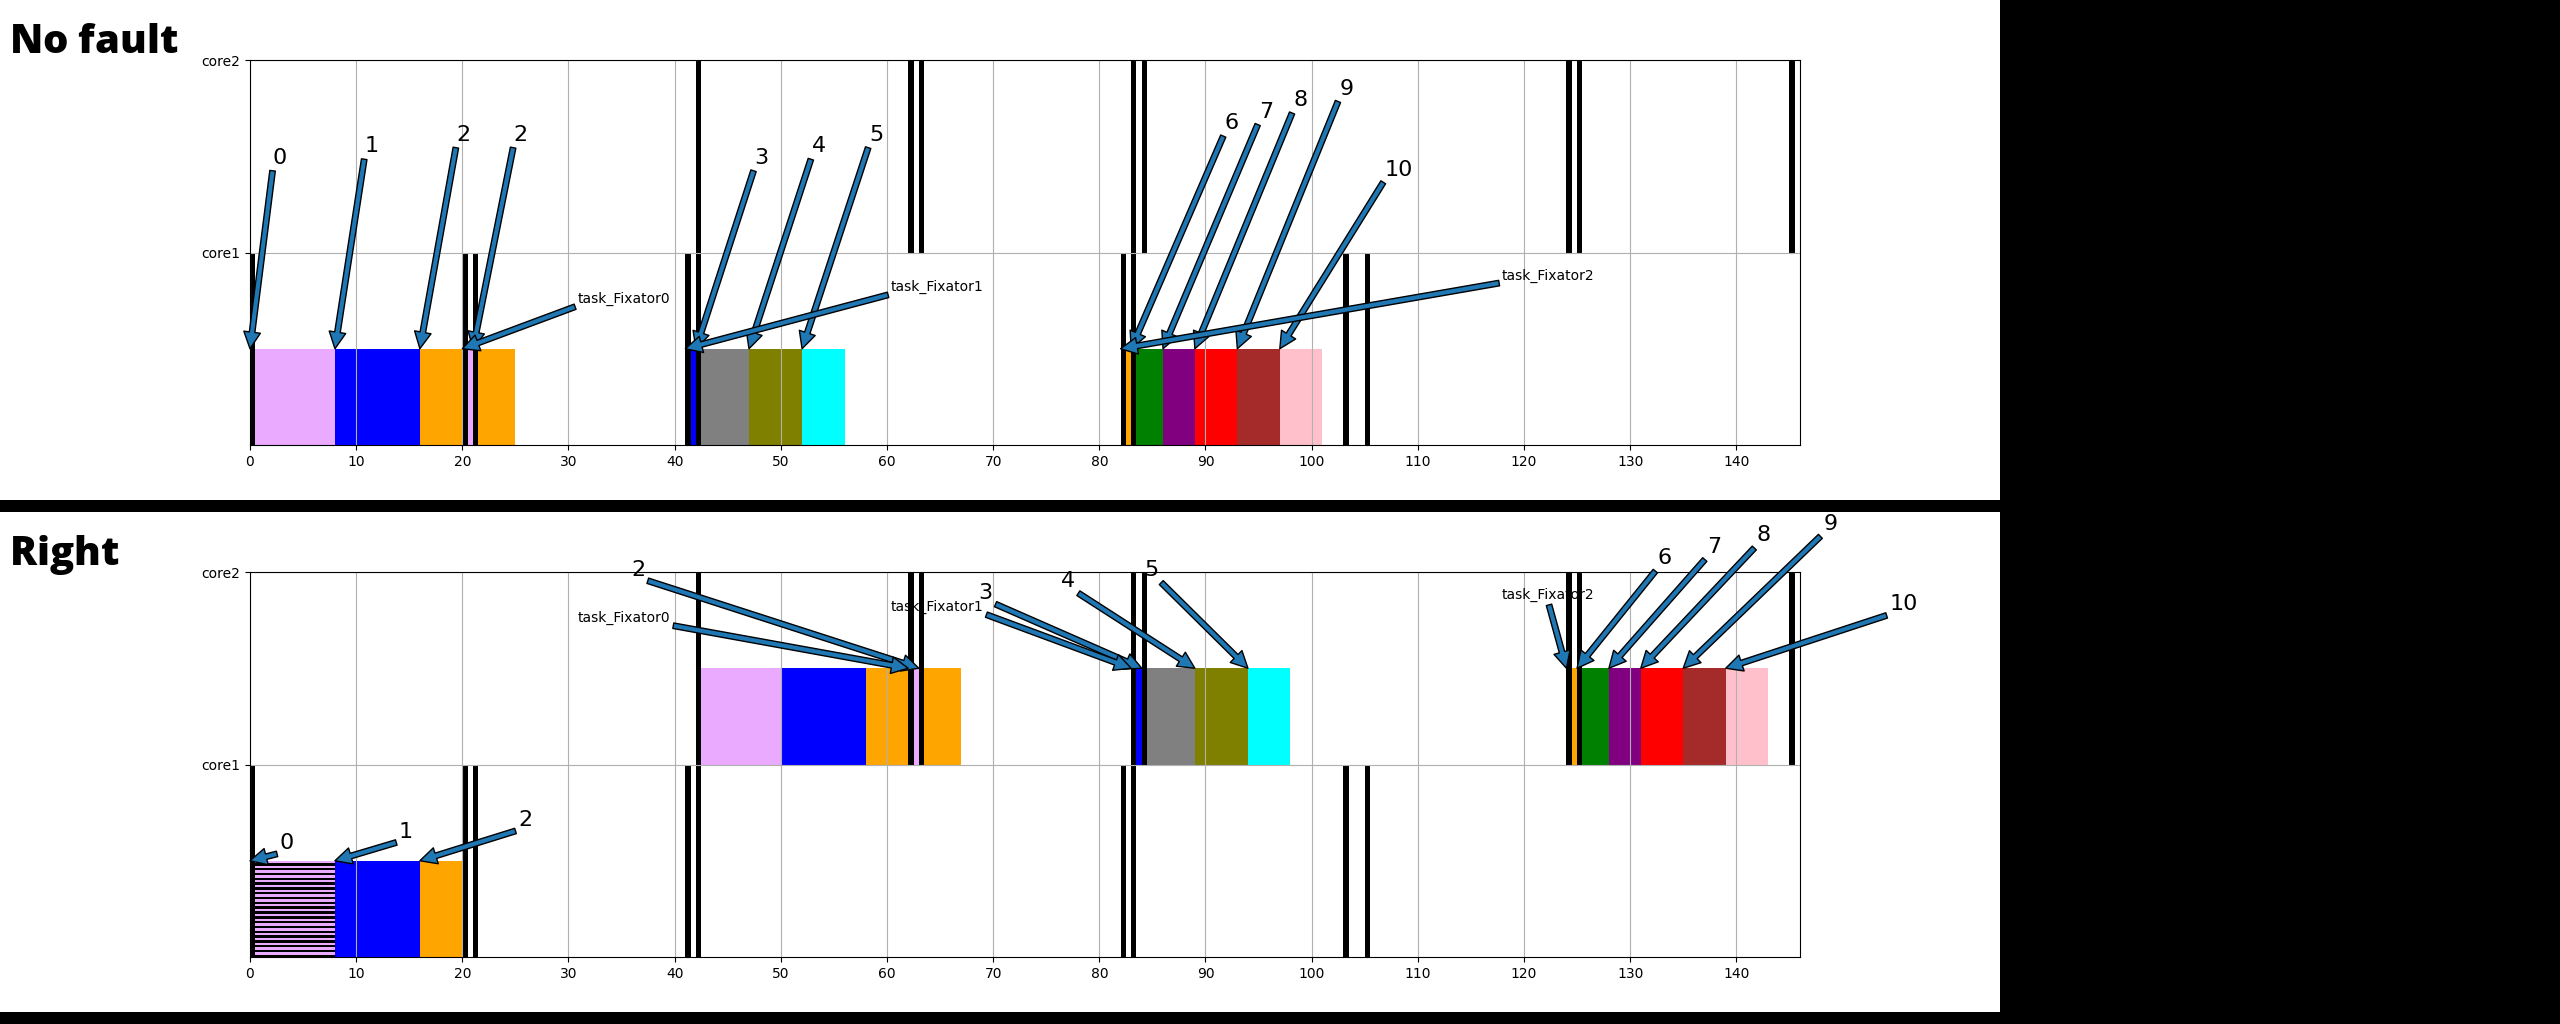 No fault
core2
9
8
7
6
2 2 5
1 4
0 3
10
core1
task_Fixator2
task_Fixator1
task_Fixator0
0 10 20 30 40 50 60 70 80 90 100 110 120 130 140
Right
9
8
7
6
core2
2 5
4
3
task_Fixator2
10
task_Fixator1
task_Fixator0
core1
2
1
0
0 10 20 30 40 50 60 70 80 90 100 110 120 130 140